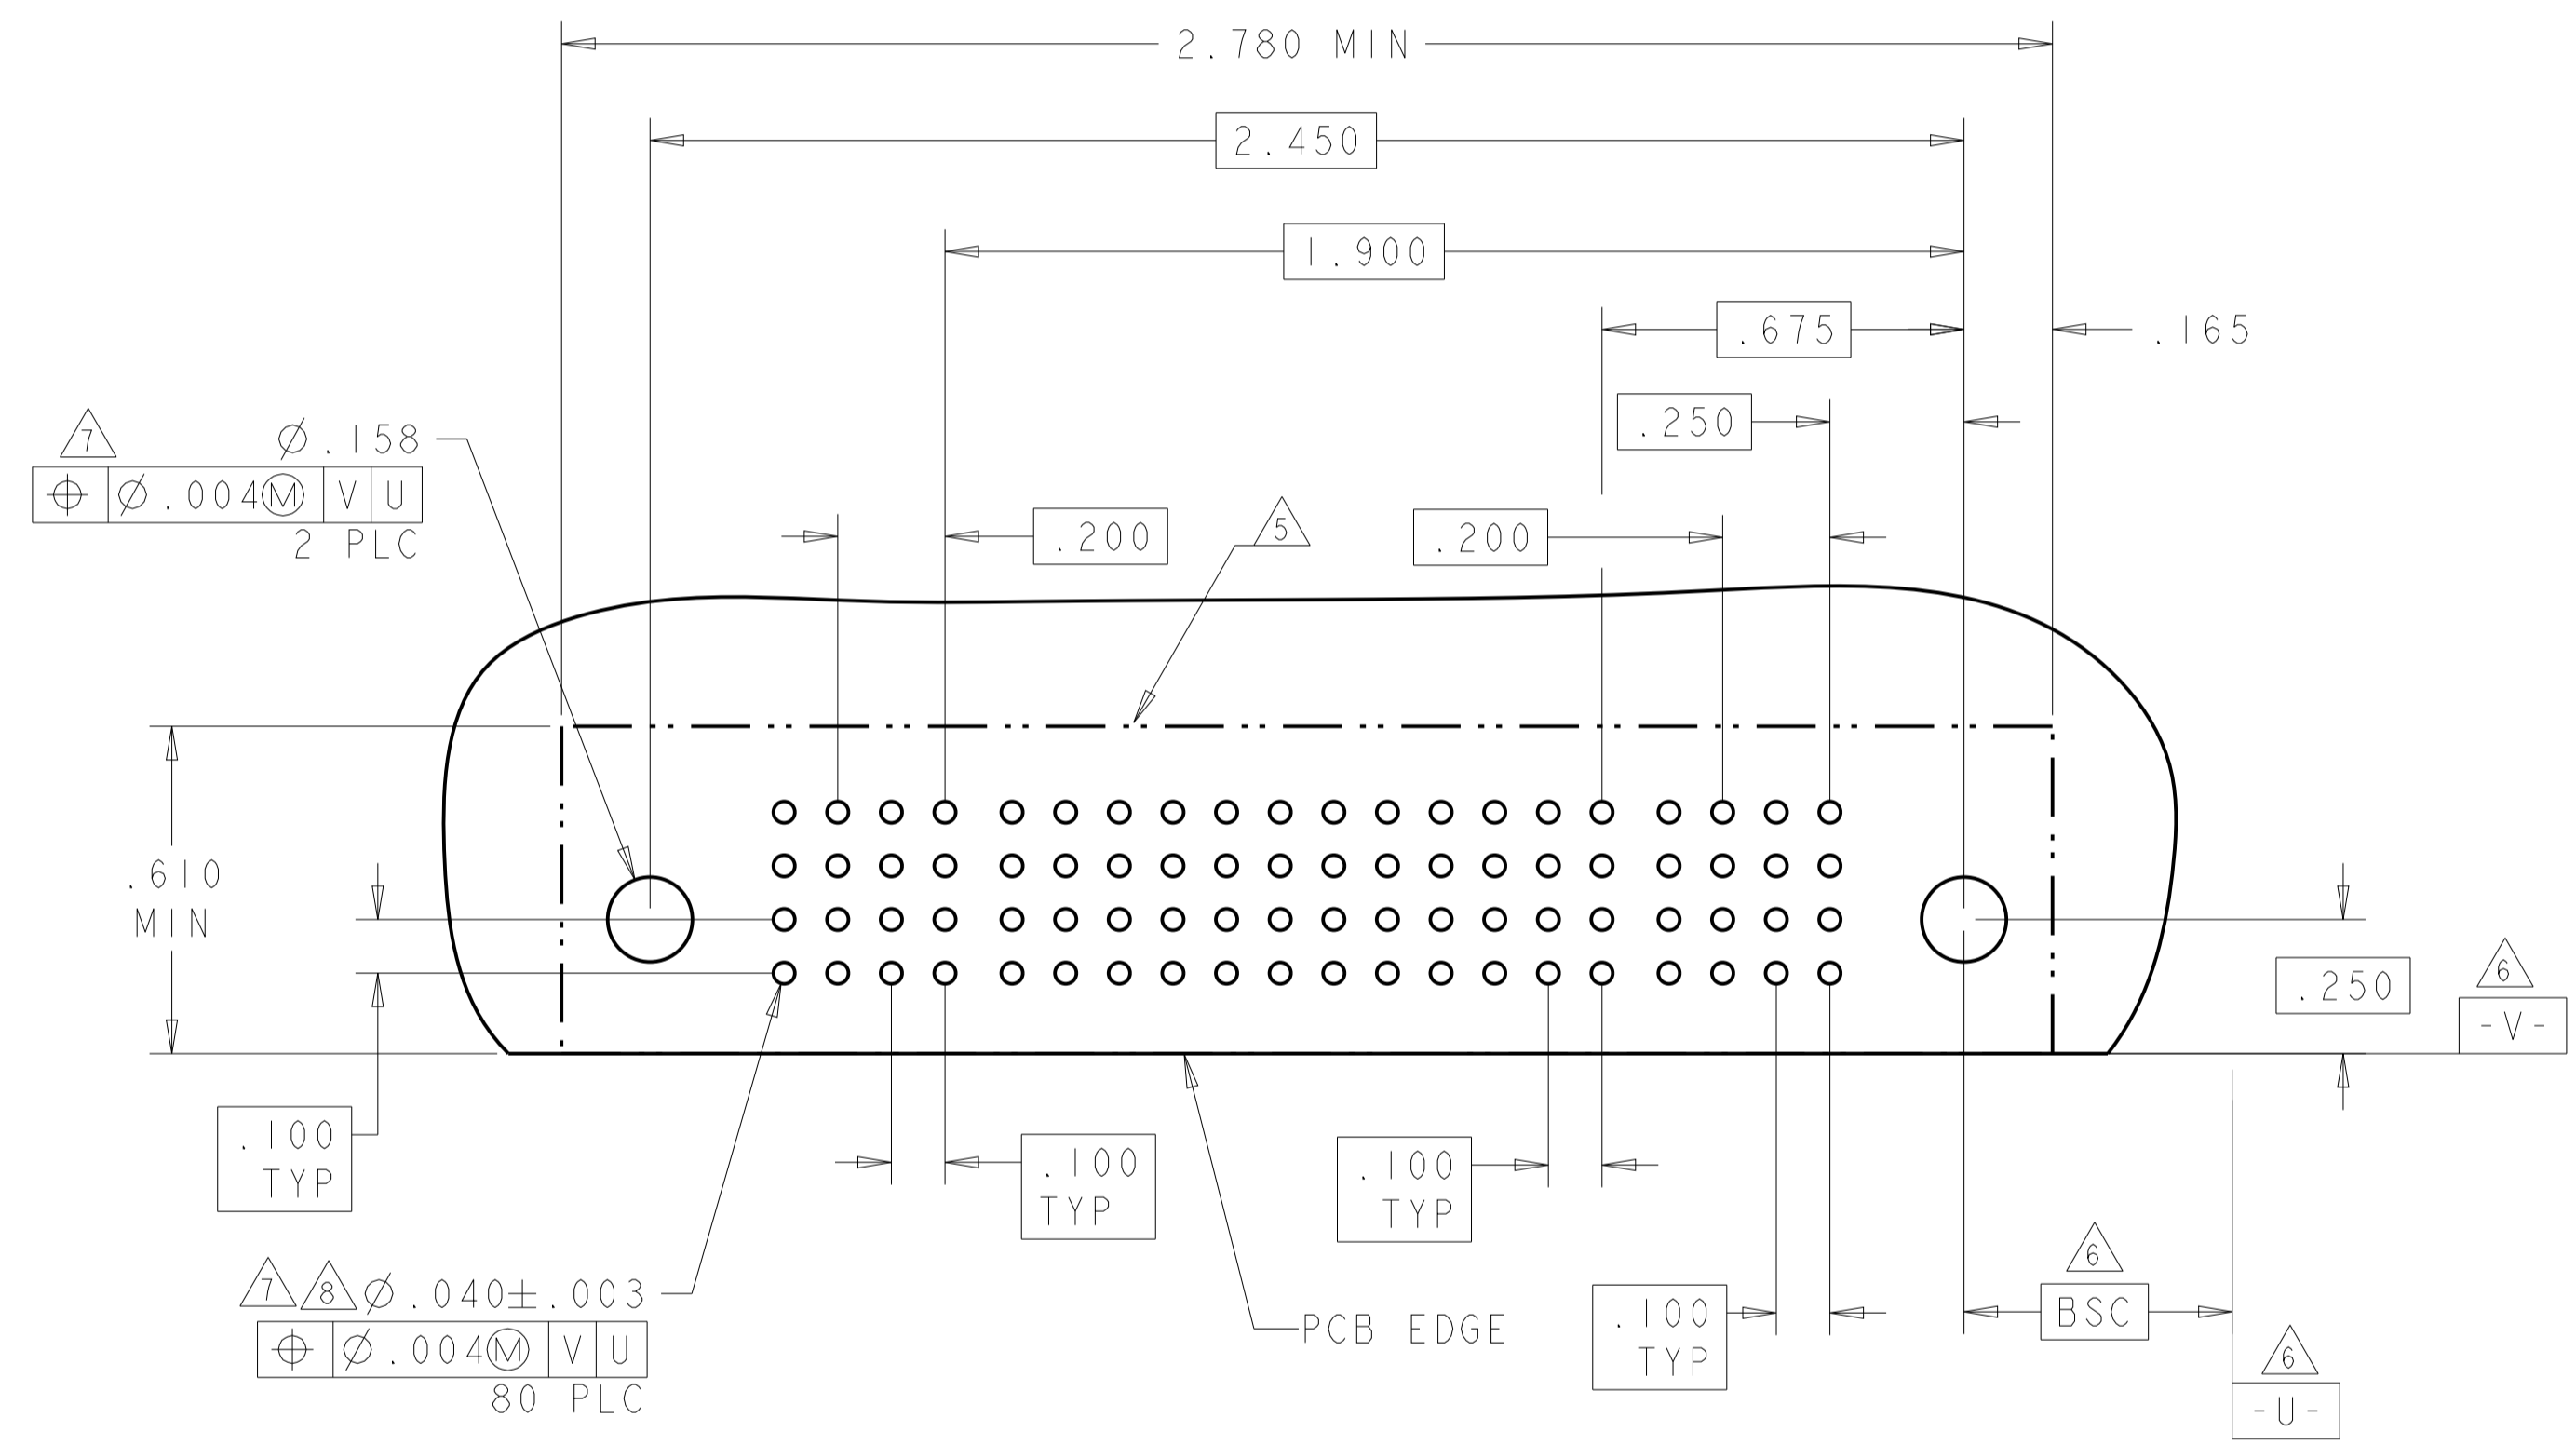 2.780 MIN
2.450
1.900
.675
.165
.250
7 Ø.158
⌖ Ø.004Ⓜ V U
2 PLC
.200
5
.200
.610
MIN
.250
6
-V-
.100
TYP
.100
TYP
.100
TYP
7 8 Ø.040±.003
⌖ Ø.004Ⓜ V U
80 PLC
PCB EDGE
.100
TYP
6
BSC
6
-U-